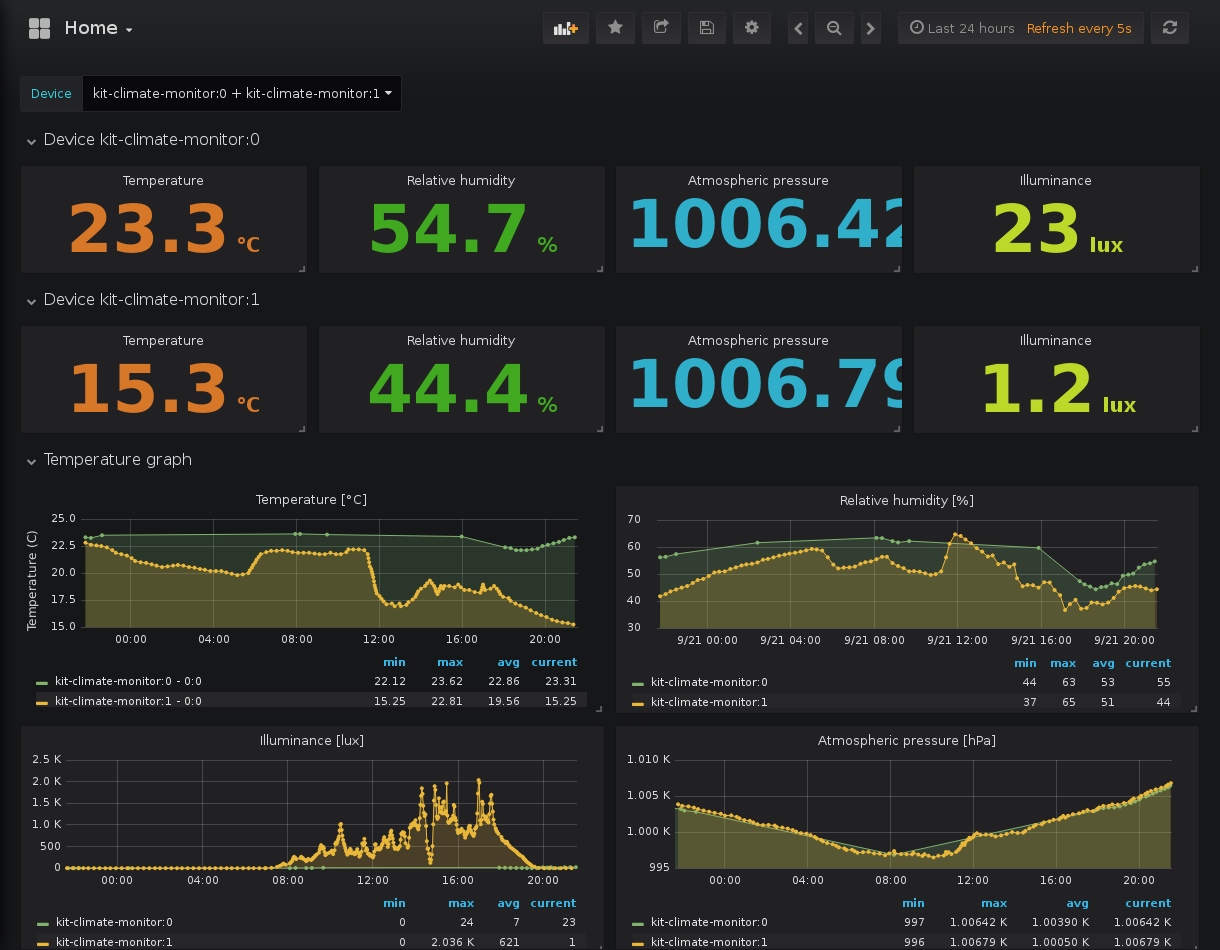 Home
Last 24 hours Refresh every 5s
Device kit-climate-monitor:0 + kit-climate-monitor:1
Device kit-climate-monitor:0
Temperature Relative humidity Atmospheric pressure Illuminance
23.3 °C 54.7 % 1006.42 23 lux
Device kit-climate-monitor:1
Temperature Relative humidity Atmospheric pressure Illuminance
15.3 °C 44.4 % 1006.79 1.2 lux
Temperature graph
Temperature [°C]
Temperature (C)
25.0
22.5
20.0
17.5
15.0
00:00 04:00 08:00 12:00 16:00 20:00
min max avg current
kit-climate-monitor:0 - 0:0 22.12 23.62 22.86 23.31
kit-climate-monitor:1 - 0:0 15.25 22.81 19.56 15.25
Relative humidity [%]
70
60
50
40
30
9/21 00:00 9/21 04:00 9/21 08:00 9/21 12:00 9/21 16:00 9/21 20:00
min max avg current
kit-climate-monitor:0 44 63 53 55
kit-climate-monitor:1 37 65 51 44
Illuminance [lux]
2.5 K
2.0 K
1.5 K
1.0 K
500
0
00:00 04:00 08:00 12:00 16:00 20:00
min max avg current
kit-climate-monitor:0 0 24 7 23
kit-climate-monitor:1 0 2.036 K 621 1
Atmospheric pressure [hPa]
1.010 K
1.005 K
1.000 K
995
00:00 04:00 08:00 12:00 16:00 20:00
min max avg current
kit-climate-monitor:0 997 1.00642 K 1.00390 K 1.00642 K
kit-climate-monitor:1 996 1.00679 K 1.00050 K 1.00679 K